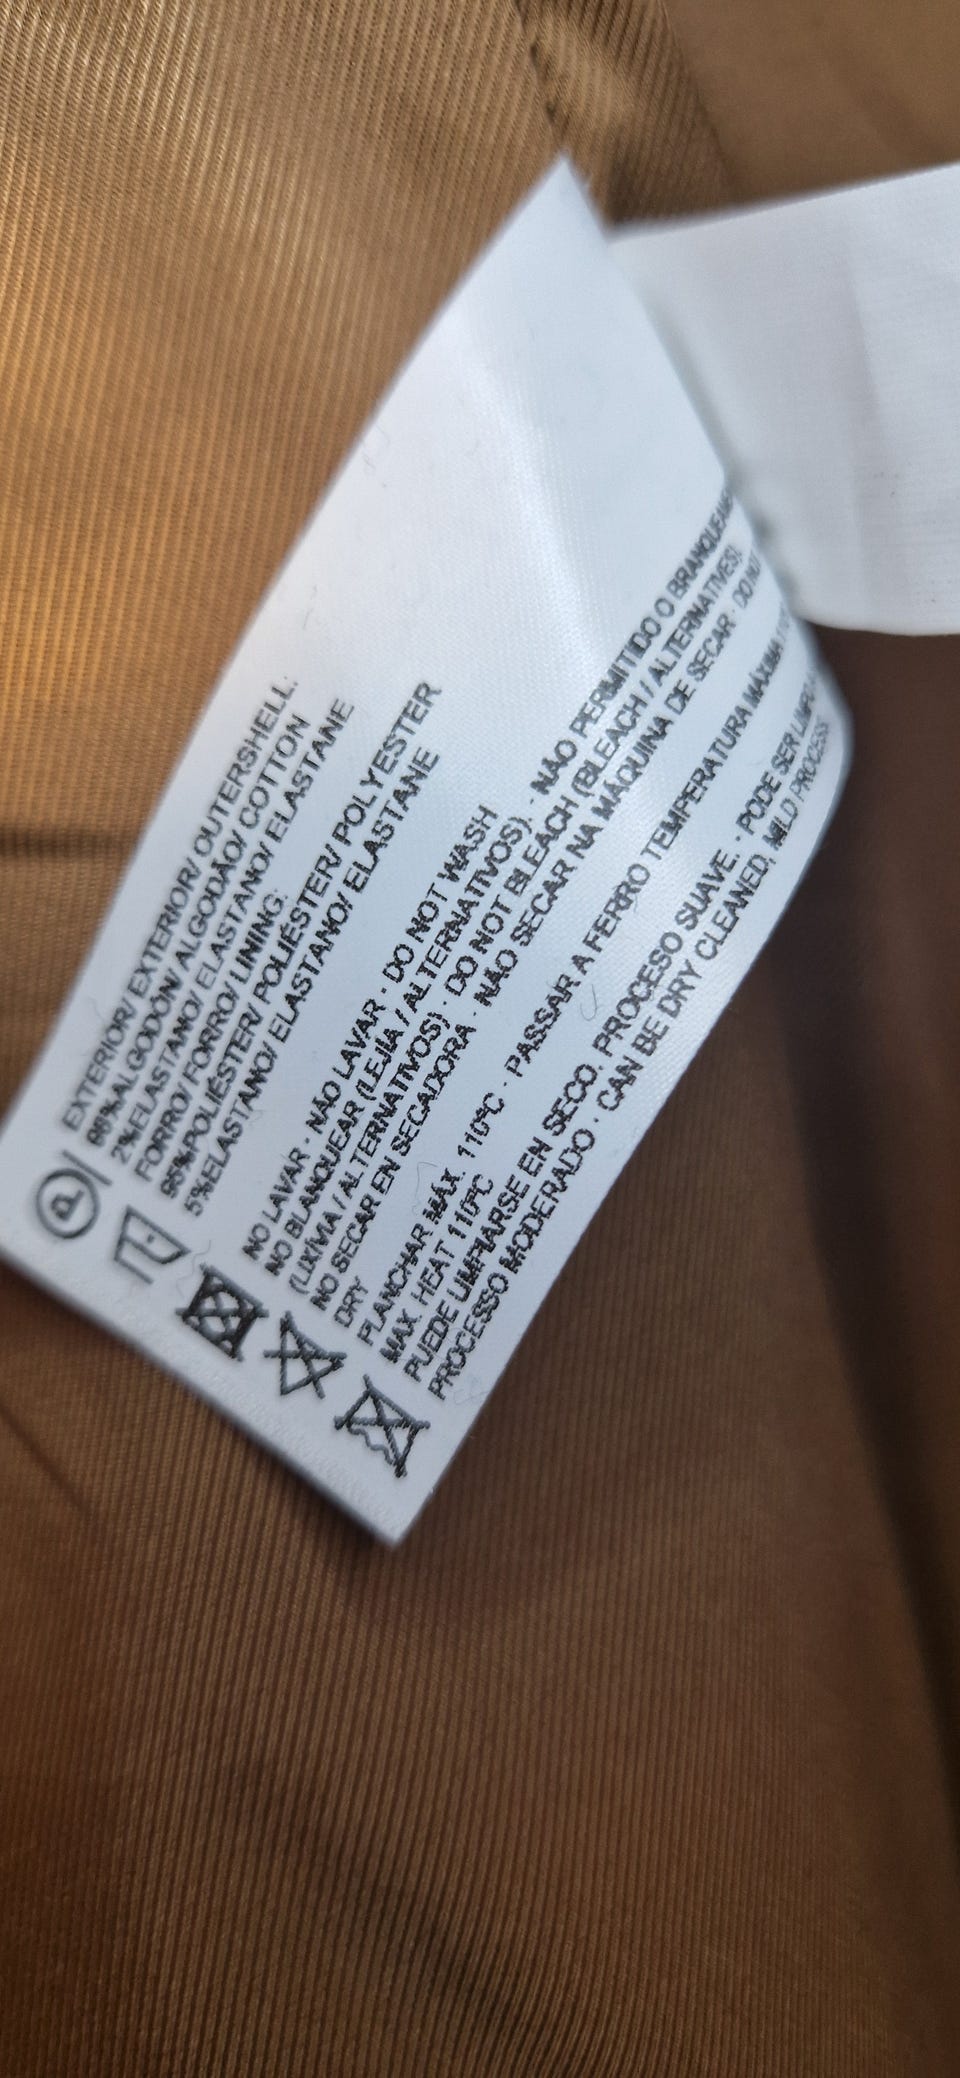 EXTERIOR/ EXTERIOR/ OUTERSHELL:
98%ALGODÓN/ ALGODÃO/ COTTON
2%ELASTANO/ ELASTANO/ ELASTANE
FORRO/ FORRO/ LINING:
95%POLIÉSTER/ POLIÉSTER/ POLYESTER
5%ELASTANO/ ELASTANO/ ELASTANE
NO LAVAR · NÃO LAVAR · DO NOT WASH
NO BLANQUEAR (LEJÍA / ALTERNATIVOS). · NÃO PERMITIDO O
(LIXÍVIA / ALTERNATIVOS) · DO NOT BLEACH (BLEACH / ALTERNATIVES).
NO SECAR EN SECADORA · NÃO SECAR NA MÁQUINA DE SECAR · DO NOT
DRY
PLANCHAR MÁX. 110ºC · PASSAR A FERRO TEMPERATURA MÁXIMA
MAX. HEAT 110ºC
PUEDE LIMPIARSE EN SECO. PROCESO SUAVE. · PODE SER
PROCESSO MODERADO · CAN BE DRY CLEANED, MILD PROCESS